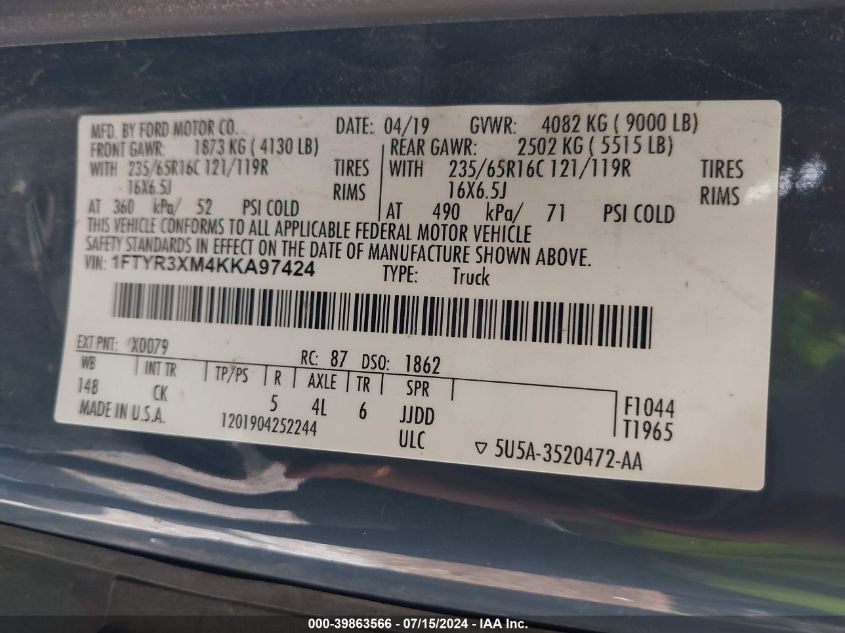 MFD. BY FORD MOTOR CO. DATE: 04/19 GVWR: 4082 KG ( 9000 LB)
FRONT GAWR: 1873 KG ( 4130 LB) REAR GAWR: 2502 KG ( 5515 LB)
WITH 235/65R16C 121/119R TIRES WITH 235/65R16C 121/119R TIRES
16X6.5J RIMS 16X6.5J RIMS
AT 360 kPa/ 52 PSI COLD AT 490 kPa/ 71 PSI COLD
THIS VEHICLE CONFORMS TO ALL APPLICABLE FEDERAL MOTOR VEHICLE
SAFETY STANDARDS IN EFFECT ON THE DATE OF MANUFACTURE SHOWN ABOVE.
VIN: 1FTYR3XM4KKA97424 TYPE: Truck
EXT PNT: X0079 RC: 87 DSO: 1862
WB INT TR TP/PS R AXLE TR SPR
148 CK 5 4L 6 JJDD F1044
MADE IN U.S.A. 1201904252244 ULC T1965
▽ 5U5A-3520472-AA
000-39863566 - 07/15/2024 - IAA Inc.